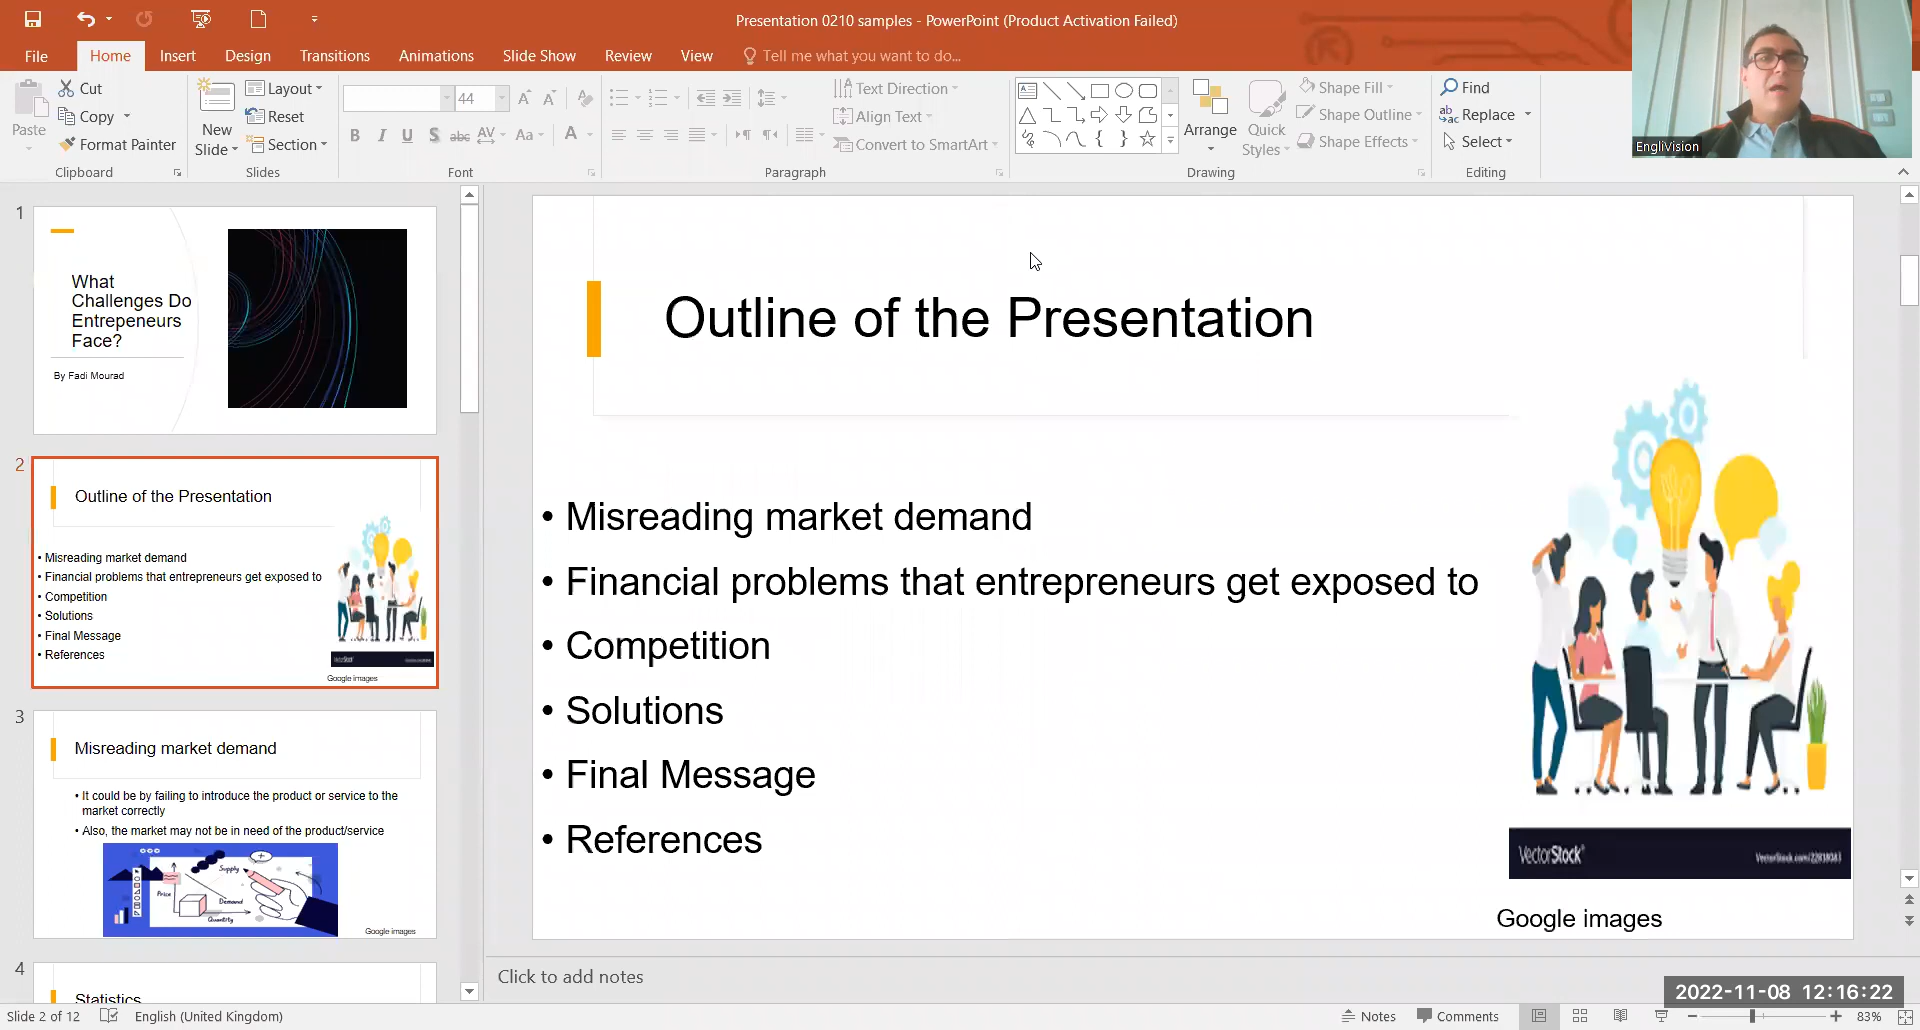 Presentation 0210 samples - PowerPoint (Product Activation Failed)
File Home Insert Design Transitions Animations Slide Show Review View Tell me what you want to do...
Paste
Cut
Copy
Format Painter
Clipboard
New
Slide
Layout
Reset
Section
Slides
44
B I U S abc AV Aa A
Font
Text Direction
Align Text
Convert to SmartArt
Paragraph
Arrange
Quick
Styles
Shape Fill
Shape Outline
Shape Effects
Drawing
Find
Replace
Select
Editing
EngliVision
1
What
Challenges Do
Entrepeneurs
Face?
By Fadi Mourad
2
Outline of the Presentation
• Misreading market demand
• Financial problems that entrepreneurs get exposed to
• Competition
• Solutions
• Final Message
• References
VectorStock
Google images
3
Misreading market demand
• It could be by failing to introduce the product or service to the
market correctly
• Also, the market may not be in need of the product/service
Supply
Price
Demand
Quantity
Google images
4
Statistics
Outline of the Presentation
• Misreading market demand
• Financial problems that entrepreneurs get exposed to
• Competition
• Solutions
• Final Message
• References
VectorStock®
Google images
Click to add notes
2022-11-08 12:16:22
Slide 2 of 12 English (United Kingdom) Notes Comments 83%